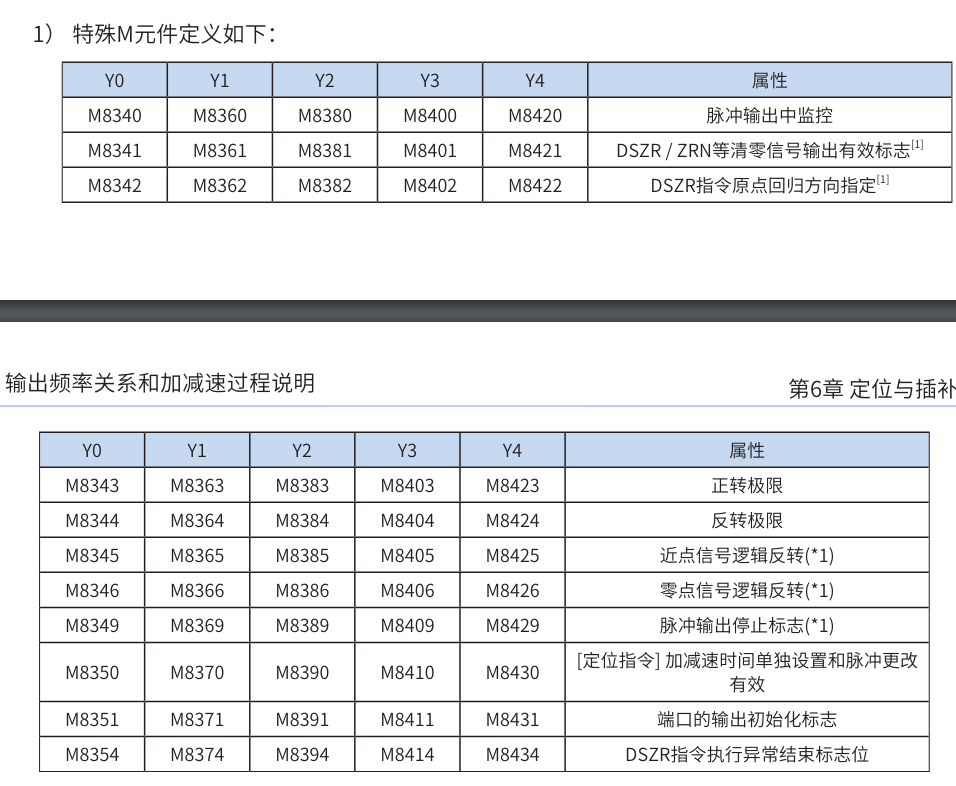 1） 特殊M元件定义如下：
Y0 Y1 Y2 Y3 Y4 属性
M8340 M8360 M8380 M8400 M8420 脉冲输出中监控
M8341 M8361 M8381 M8401 M8421 DSZR / ZRN等清零信号输出有效标志[1]
M8342 M8362 M8382 M8402 M8422 DSZR指令原点回归方向指定[1]
输出频率关系和加减速过程说明
第6章 定位与插补
Y0 Y1 Y2 Y3 Y4 属性
M8343 M8363 M8383 M8403 M8423 正转极限
M8344 M8364 M8384 M8404 M8424 反转极限
M8345 M8365 M8385 M8405 M8425 近点信号逻辑反转(*1)
M8346 M8366 M8386 M8406 M8426 零点信号逻辑反转(*1)
M8349 M8369 M8389 M8409 M8429 脉冲输出停止标志(*1)
M8350 M8370 M8390 M8410 M8430 [定位指令] 加减速时间单独设置和脉冲更改
有效
M8351 M8371 M8391 M8411 M8431 端口的输出初始化标志
M8354 M8374 M8394 M8414 M8434 DSZR指令执行异常结束标志位